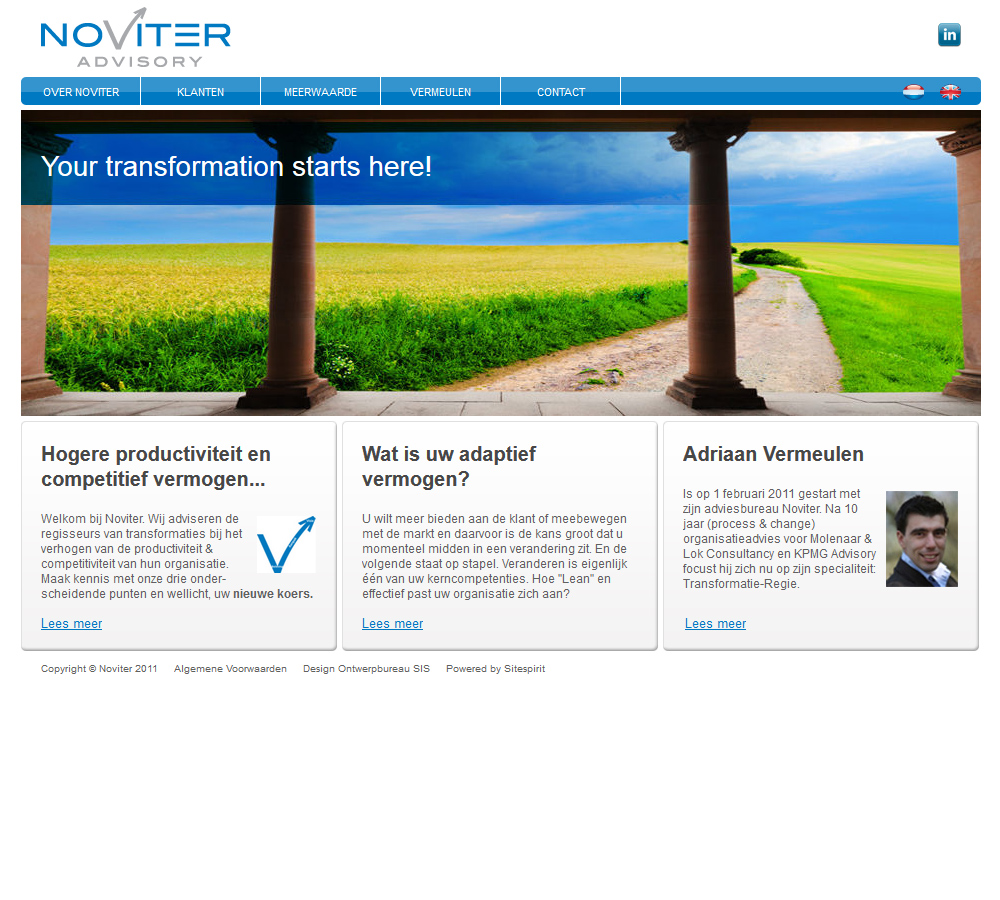 NOVITER
ADVISORY
in
OVER NOVITER
KLANTEN
MEERWAARDE
VERMEULEN
CONTACT
Your transformation starts here!
Hogere productiviteit en
competitief vermogen...
Welkom bij Noviter. Wij adviseren de
regisseurs van transformaties bij het
verhogen van de productiviteit &
competitiviteit van hun organisatie.
Maak kennis met onze drie onder-
scheidende punten en wellicht, uw nieuwe koers.
Lees meer
Wat is uw adaptief
vermogen?
U wilt meer bieden aan de klant of meebewegen
met de markt en daarvoor is de kans groot dat u
momenteel midden in een verandering zit. En de
volgende staat op stapel. Veranderen is eigenlijk
één van uw kerncompetenties. Hoe "Lean" en
effectief past uw organisatie zich aan?
Lees meer
Adriaan Vermeulen
Is op 1 februari 2011 gestart met
zijn adviesbureau Noviter. Na 10
jaar (process & change)
organisatieadvies voor Molenaar &
Lok Consultancy en KPMG Advisory
focust hij zich nu op zijn specialiteit:
Transformatie-Regie.
Lees meer
Copyright © Noviter 2011 Algemene Voorwaarden Design Ontwerpbureau SIS Powered by Sitespirit